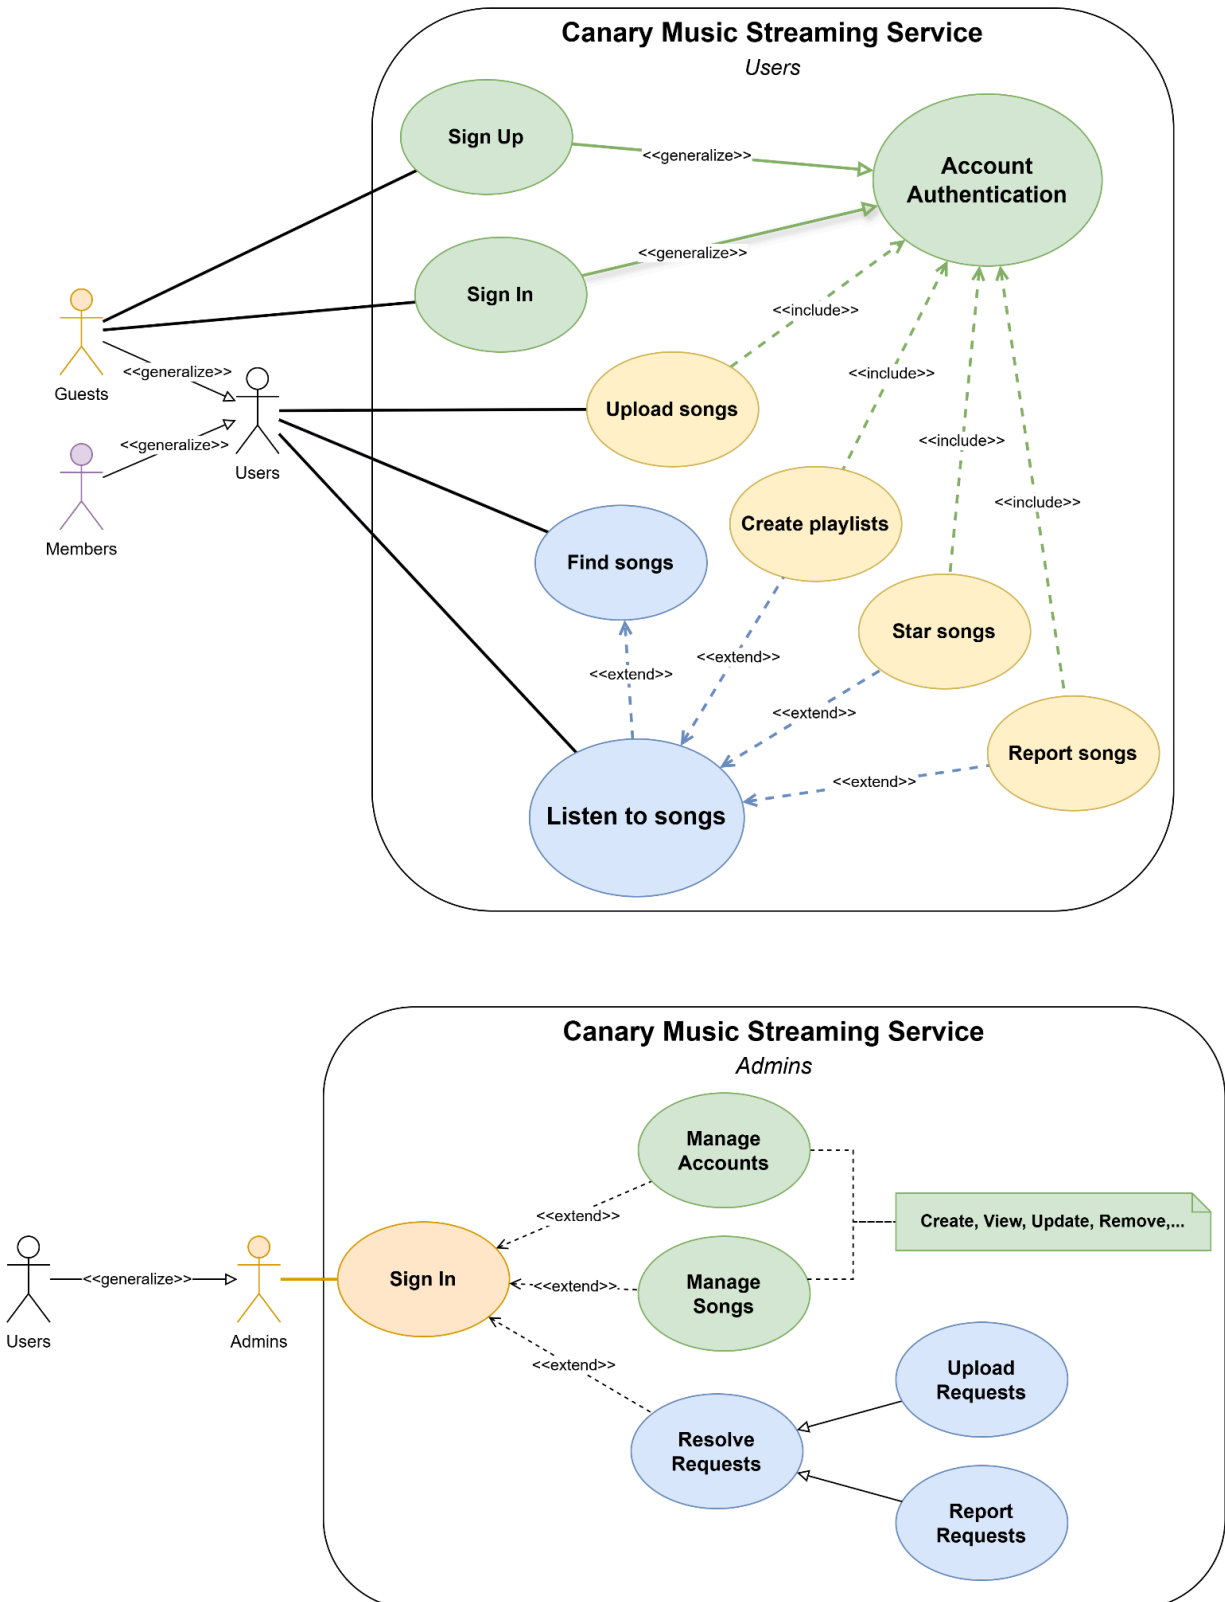 Canary Music Streaming Service
Users
Sign Up
<<generalize>>
Account
Authentication
Sign In
<<generalize>>
<<include>>
Guests
<<generalize>>
<<include>>
Upload songs
<<generalize>>
Users
<<include>>
Members
<<include>>
Create playlists
Find songs
Star songs
<<extend>>
<<extend>>
<<extend>>
Report songs
<<extend>>
Listen to songs
Canary Music Streaming Service
Admins
Manage
Accounts
<<extend>>
Create, View, Update, Remove,...
Users
<<generalize>>
Admins
Sign In
<<extend>>
Manage
Songs
<<extend>>
Upload
Requests
Resolve
Requests
Report
Requests